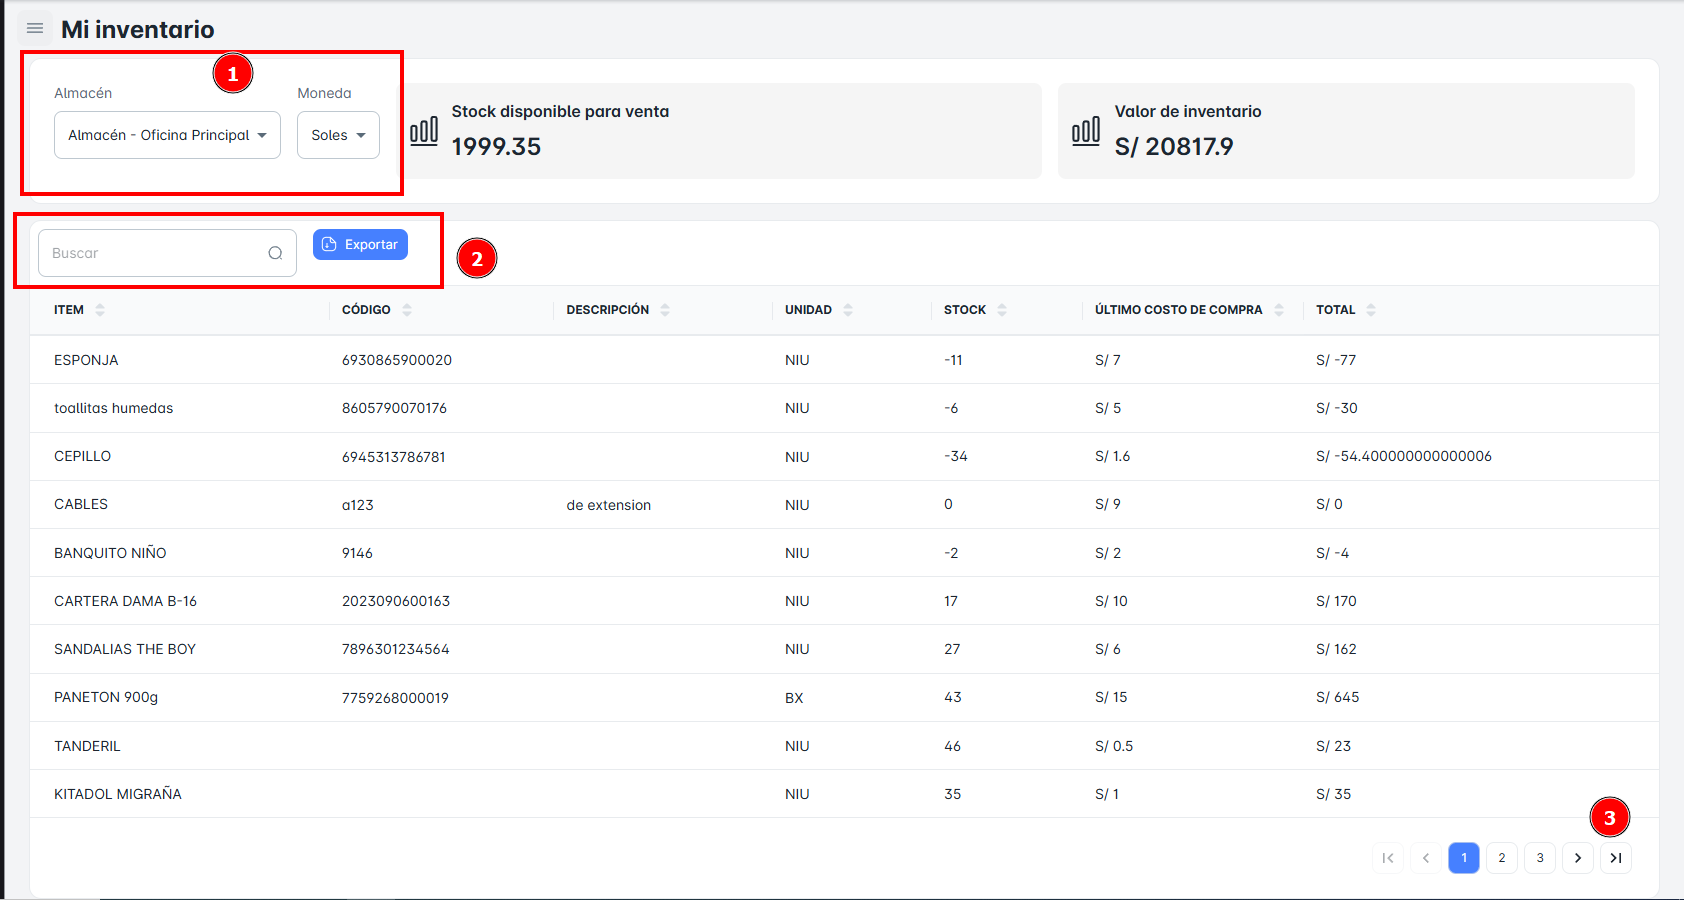 Mi inventario
1
Almacén Moneda
Almacén - Oficina Principal Soles
Stock disponible para venta
1999.35
Valor de inventario
S/ 20817.9
Buscar Exportar
2
ITEM CÓDIGO DESCRIPCIÓN UNIDAD STOCK ÚLTIMO COSTO DE COMPRA TOTAL
ESPONJA 6930865900020 NIU -11 S/ 7 S/ -77
toallitas humedas 8605790070176 NIU -6 S/ 5 S/ -30
CEPILLO 6945313786781 NIU -34 S/ 1.6 S/ -54.400000000000006
CABLES a123 de extension NIU 0 S/ 9 S/ 0
BANQUITO NIÑO 9146 NIU -2 S/ 2 S/ -4
CARTERA DAMA B-16 2023090600163 NIU 17 S/ 10 S/ 170
SANDALIAS THE BOY 7896301234564 NIU 27 S/ 6 S/ 162
PANETON 900g 7759268000019 BX 43 S/ 15 S/ 645
TANDERIL NIU 46 S/ 0.5 S/ 23
KITADOL MIGRAÑA NIU 35 S/ 1 S/ 35
3
1 2 3